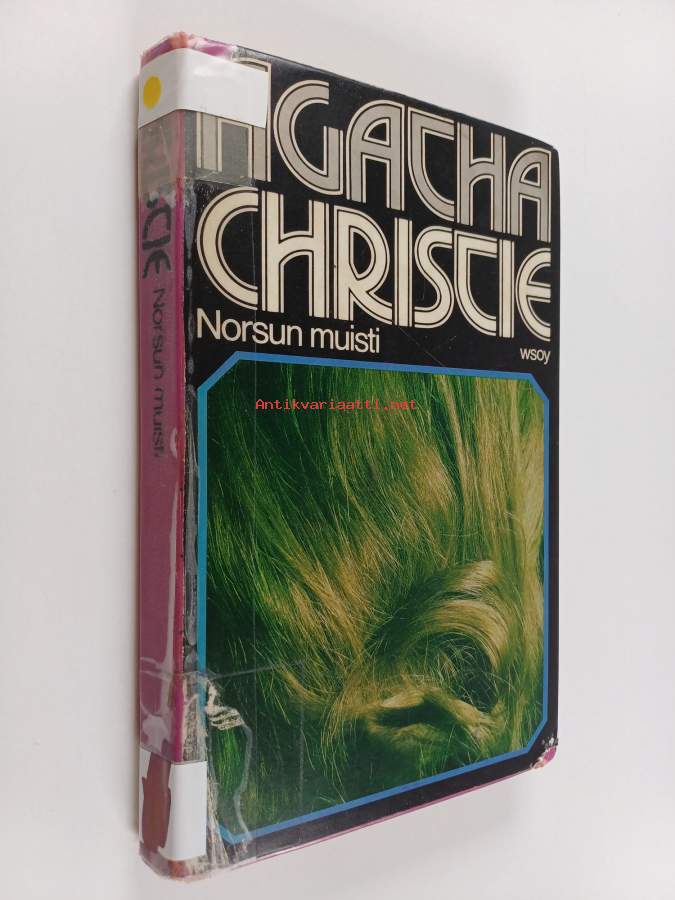 AGATHA
CHRISTIE
Norsun muisti
wsoy
Antikvariaatti.net
Norsun muisti